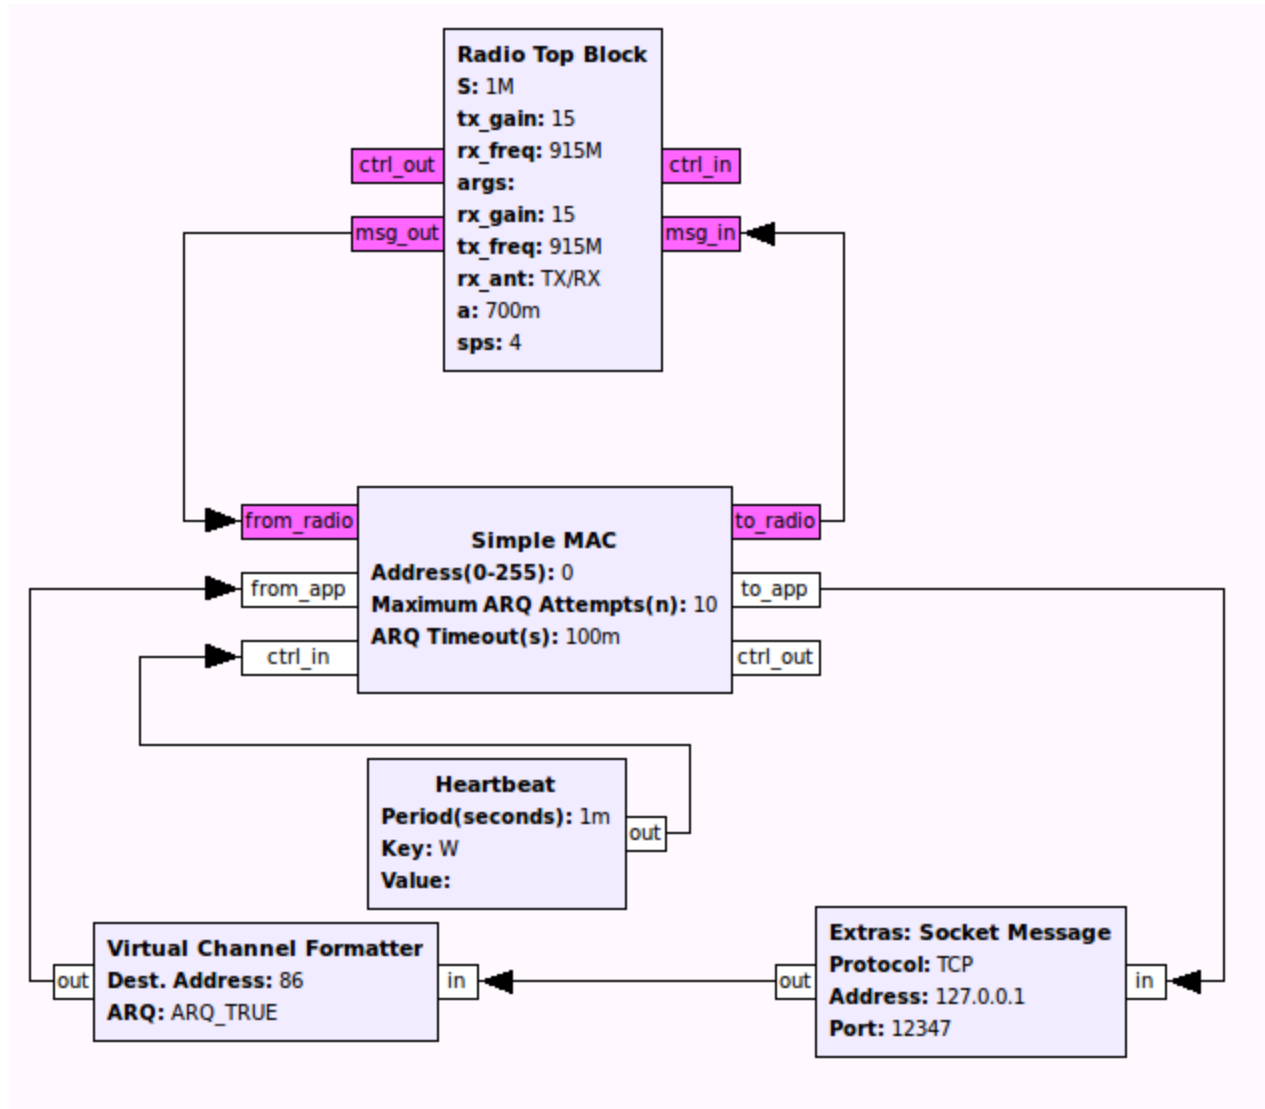 Radio Top Block
S: 1M
tx_gain: 15
rx_freq: 915M
args:
rx_gain: 15
tx_freq: 915M
rx_ant: TX/RX
a: 700m
sps: 4
ctrl_out
ctrl_in
msg_out
msg_in
from_radio
from_app
ctrl_in
Simple MAC
Address(0-255): 0
Maximum ARQ Attempts(n): 10
ARQ Timeout(s): 100m
to_radio
to_app
ctrl_out
Heartbeat
Period(seconds): 1m
Key: W
Value:
out
out
Virtual Channel Formatter
Dest. Address: 86
ARQ: ARQ_TRUE
in
out
Extras: Socket Message
Protocol: TCP
Address: 127.0.0.1
Port: 12347
in